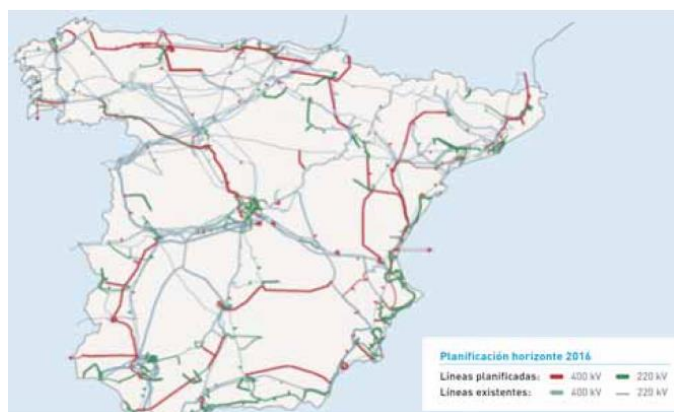 Planificación horizonte 2016
Líneas planificadas: 400 kV 220 kV
Líneas existentes: 400 kV 220 kV